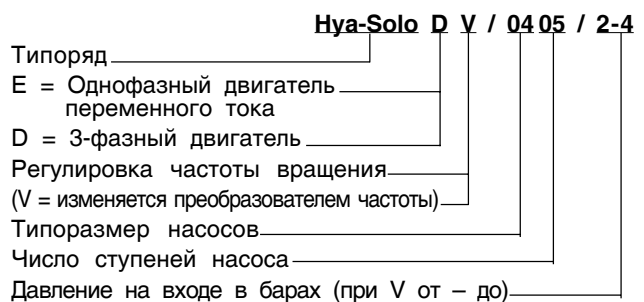 Hya-Solo D V / 04 05 / 2-4
Типоряд
E = Однофазный двигатель
переменного тока
D = 3-фазный двигатель
Регулировка частоты вращения
(V = изменяется преобразователем частоты)
Типоразмер насосов
Число ступеней насоса
Давление на входе в барах (при V от – до)